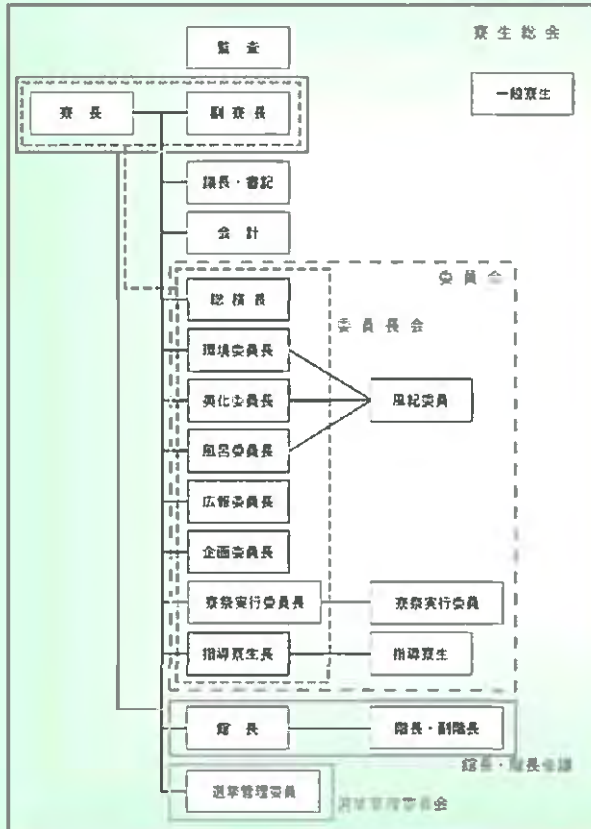 寮生総会
監査
一般寮生
寮長
副寮長
議長・書記
会計
委員会
総務長
委員長会
環境委員長
美化委員長
風紀委員
風呂委員長
広報委員長
企画委員長
寮祭実行委員長
寮祭実行委員
指導寮生長
指導寮生
館長
階長・副階長
館長・階長会議
選挙管理委員
選挙管理委員会